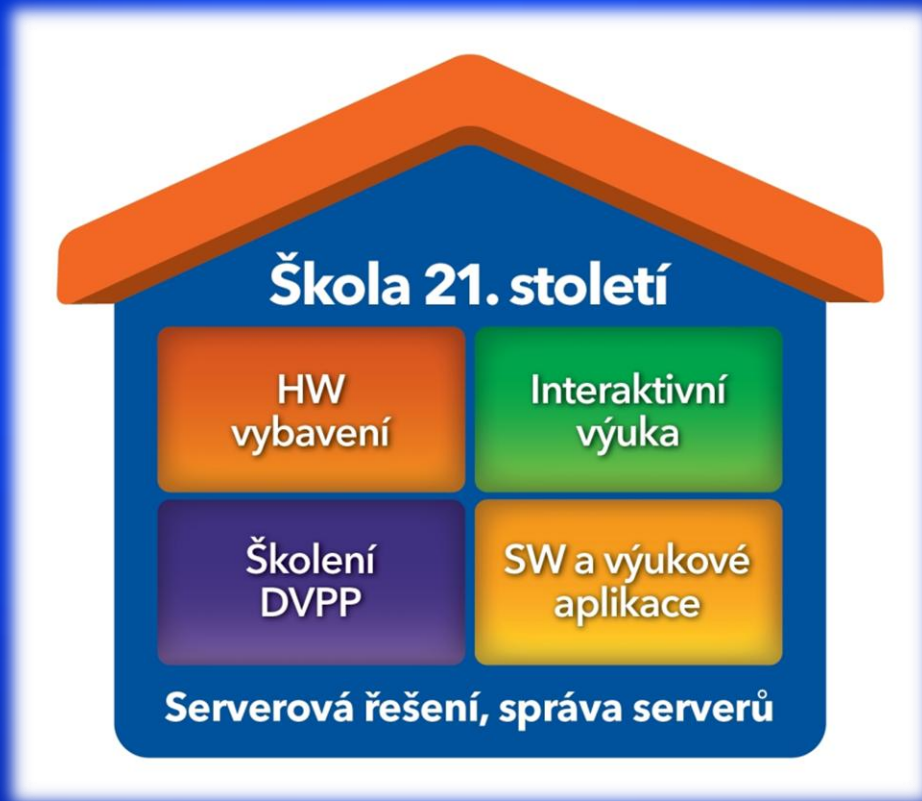 Škola 21. století
HW
vybavení
Interaktivní
výuka
Školení
DVPP
SW a výukové
aplikace
Serverová řešení, správa serverů